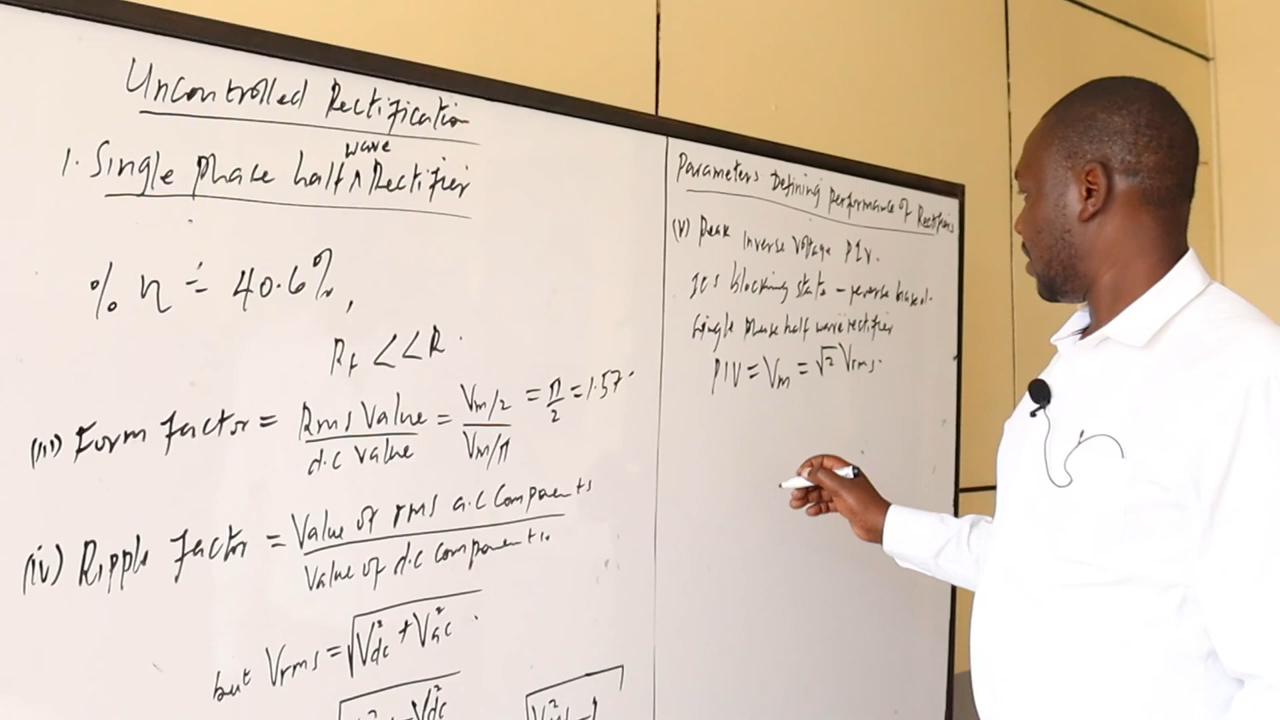 Uncontrolled Rectification
1. Single phase half wave Rectifier
% η = 40.6%,
Rf << R.
(iii) Form factor = Rms Value / d.c value = Vm/2 / Vm/π = π/2 = 1.57
(iv) Ripple factor = Value of rms a.c components / Value of d.c components
but Vrms = √Vdc² + Vac²
Parameters Defining performance of Rectifiers
(v) Peak Inverse Voltage PIV.
blocking state - reverse biased.
Single phase half wave rectifier
PIV = Vm = √2 Vrms.